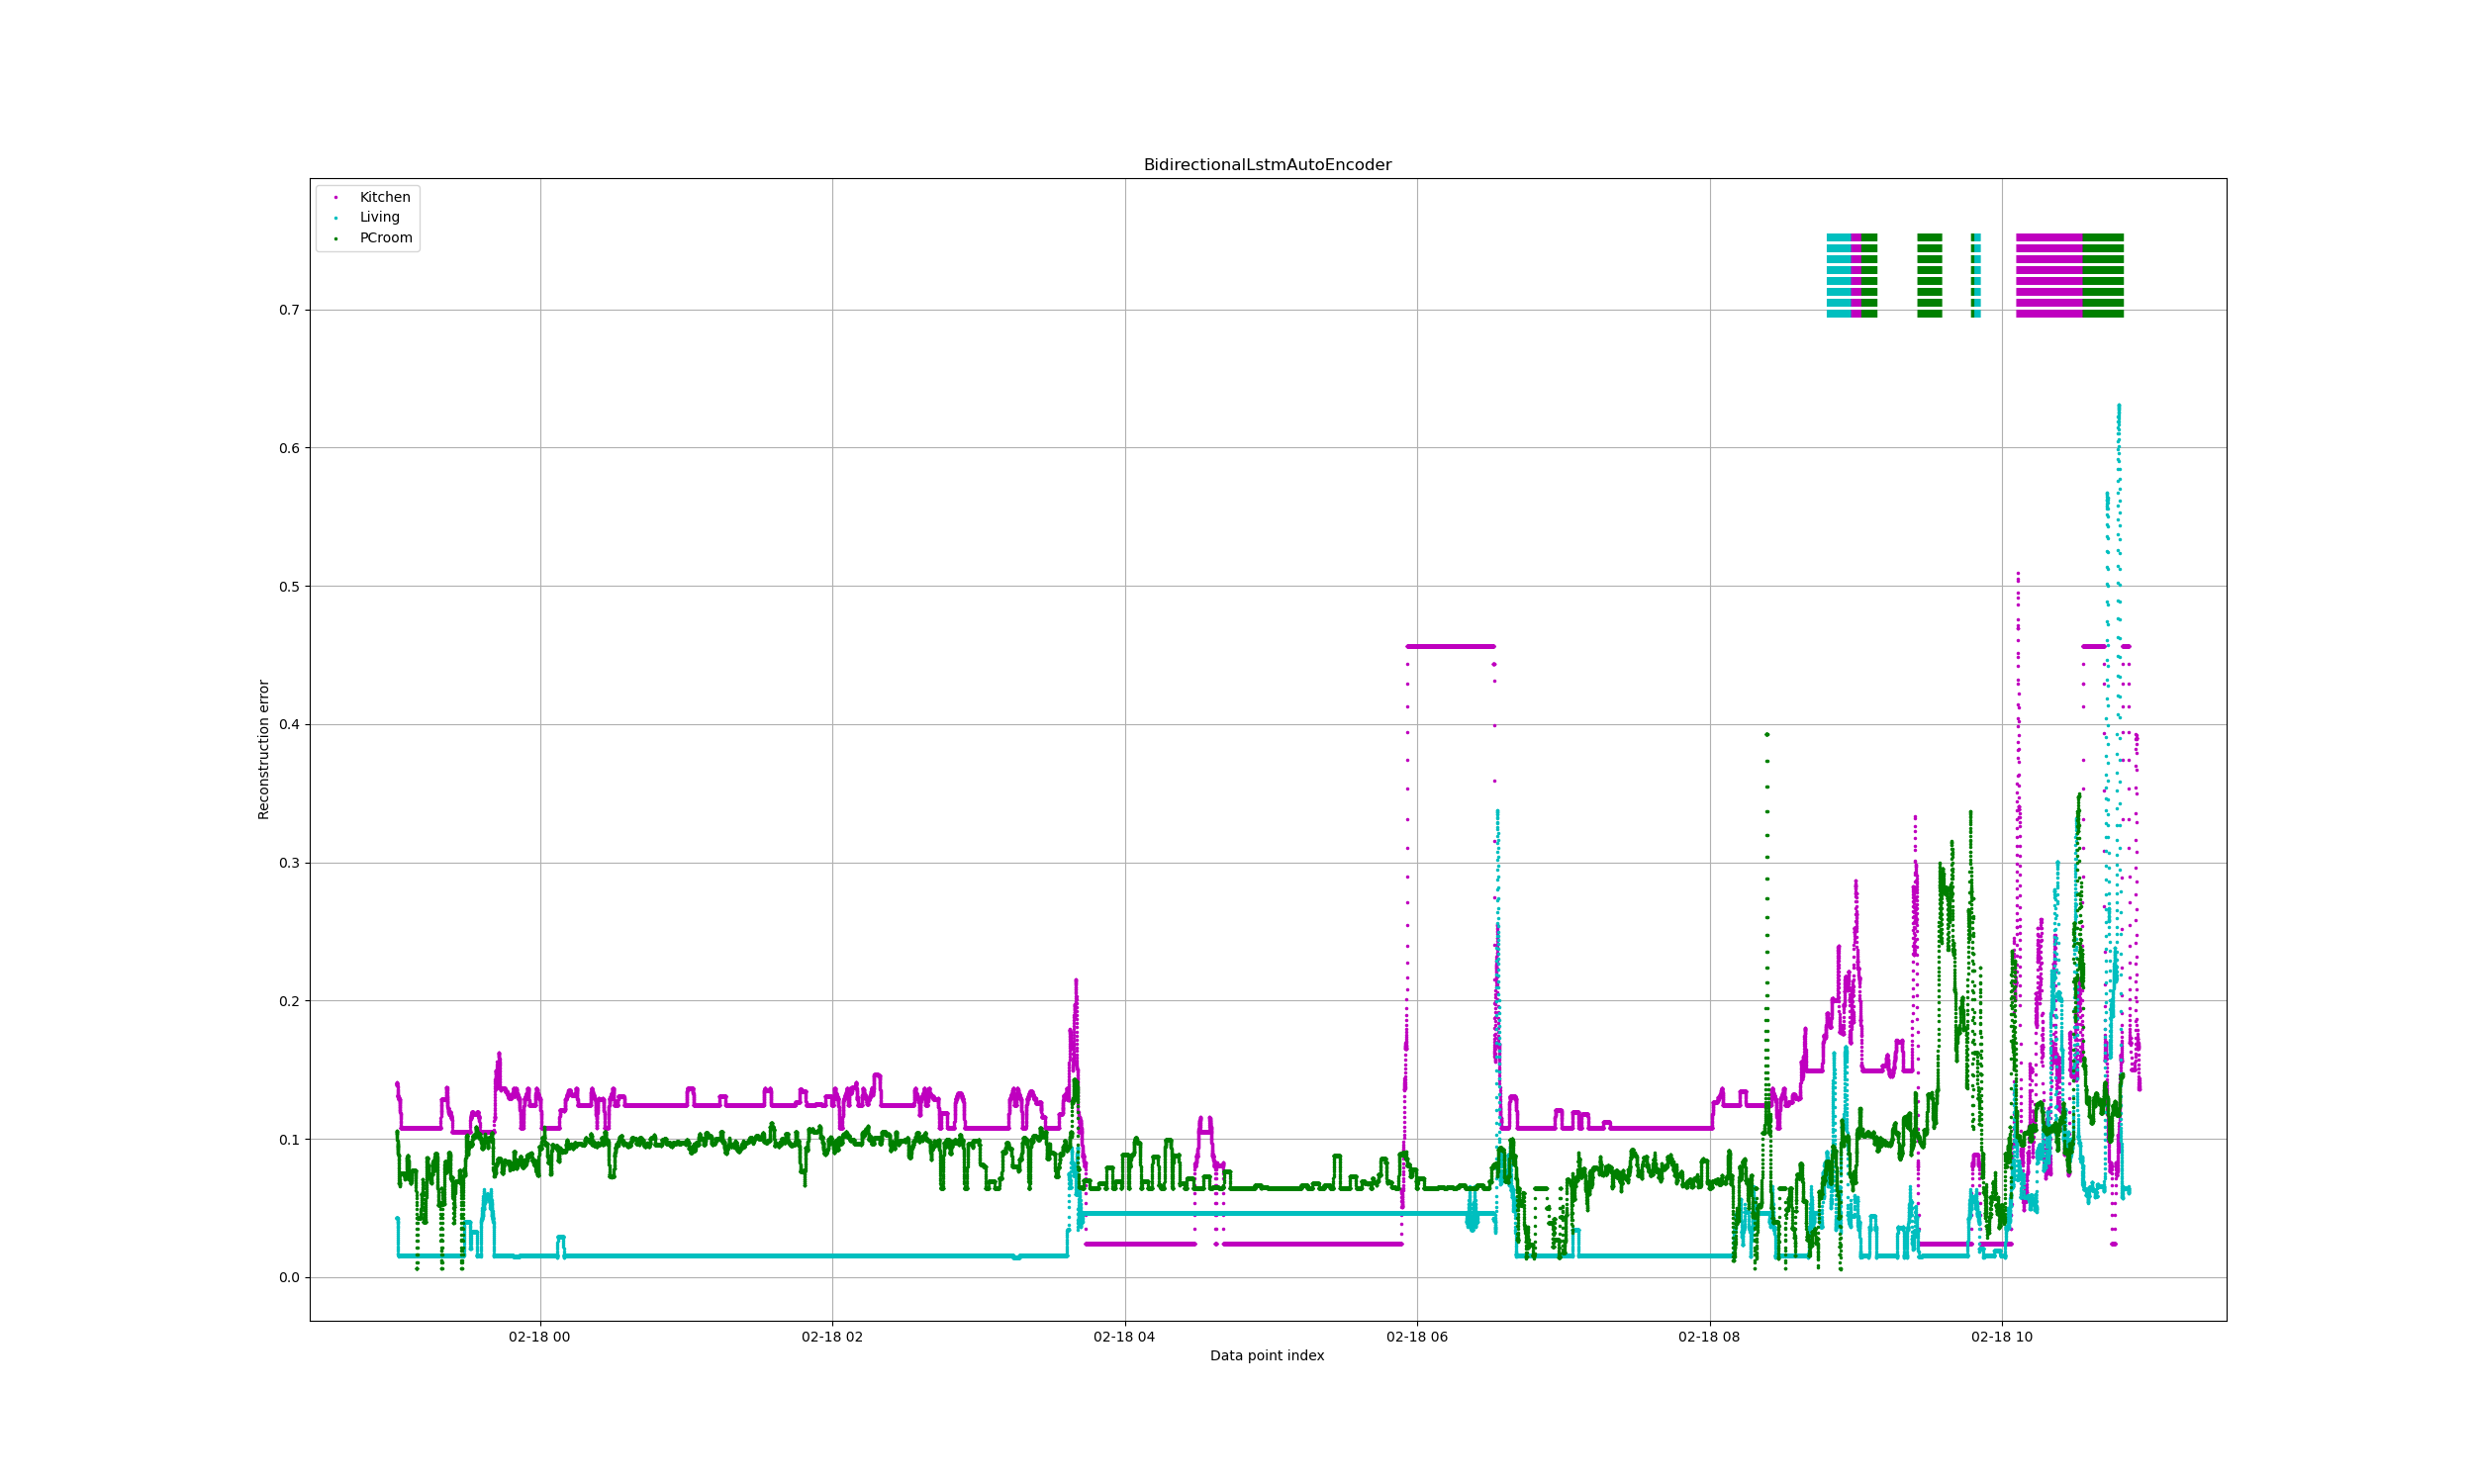 BidirectionalLstmAutoEncoder
Kitchen
Living
PCroom
0.7
0.6
0.5
0.4
0.3
0.2
0.1
0.0
Reconstruction error
02-18 00 02-18 02 02-18 04 02-18 06 02-18 08 02-18 10
Data point index